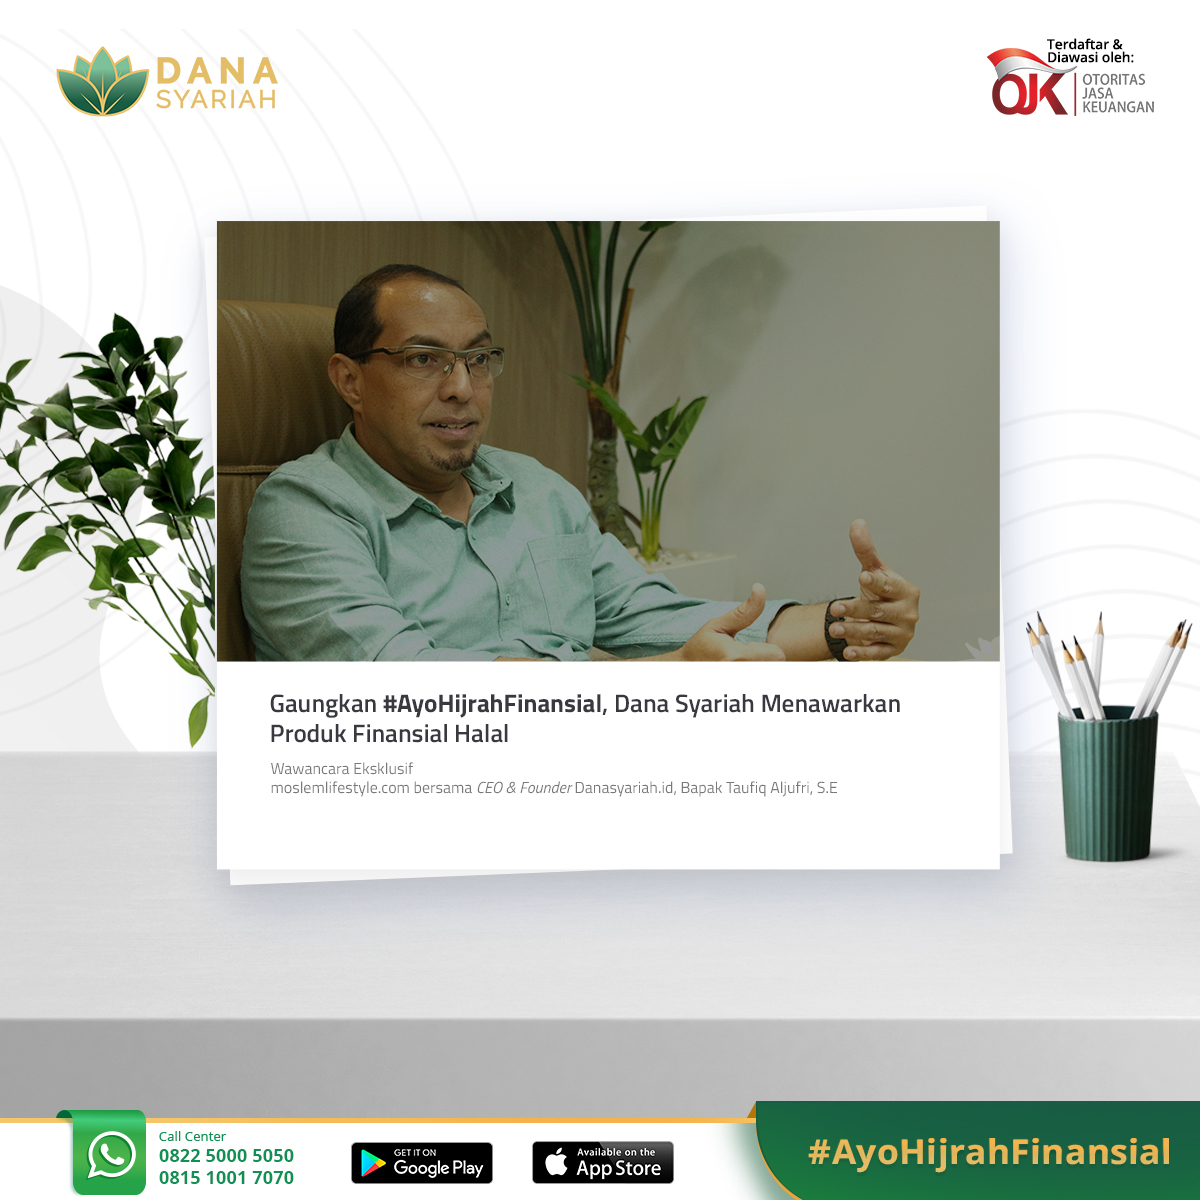 DANA
SYARIAH
Terdaftar &
Diawasi oleh:
OJK
OTORITAS
JASA
KEUANGAN
Gaungkan #AyoHijrahFinansial, Dana Syariah Menawarkan
Produk Finansial Halal
Wawancara Eksklusif
moslemlifestyle.com bersama CEO & Founder Danasyariah.id, Bapak Taufiq Aljufri, S.E
Call Center
0822 5000 5050
0815 1001 7070
GET IT ON
Google Play
Available on the
App Store
#AyoHijrahFinansial